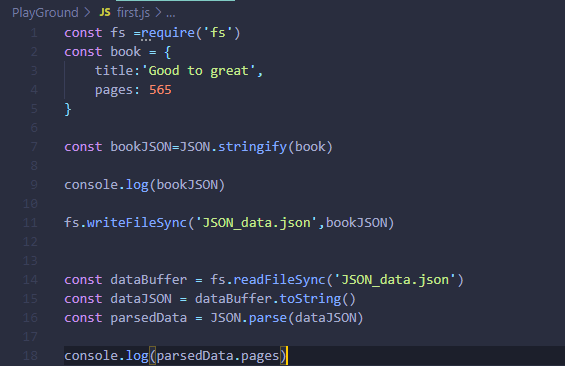 PlayGround > JS first.js > ...
1 const fs =require('fs')
2 const book = {
3 title:'Good to great',
4 pages: 565
5 }
6
7 const bookJSON=JSON.stringify(book)
8
9 console.log(bookJSON)
10
11 fs.writeFileSync('JSON_data.json',bookJSON)
12
13
14 const dataBuffer = fs.readFileSync('JSON_data.json')
15 const dataJSON = dataBuffer.toString()
16 const parsedData = JSON.parse(dataJSON)
17
18 console.log(parsedData.pages)